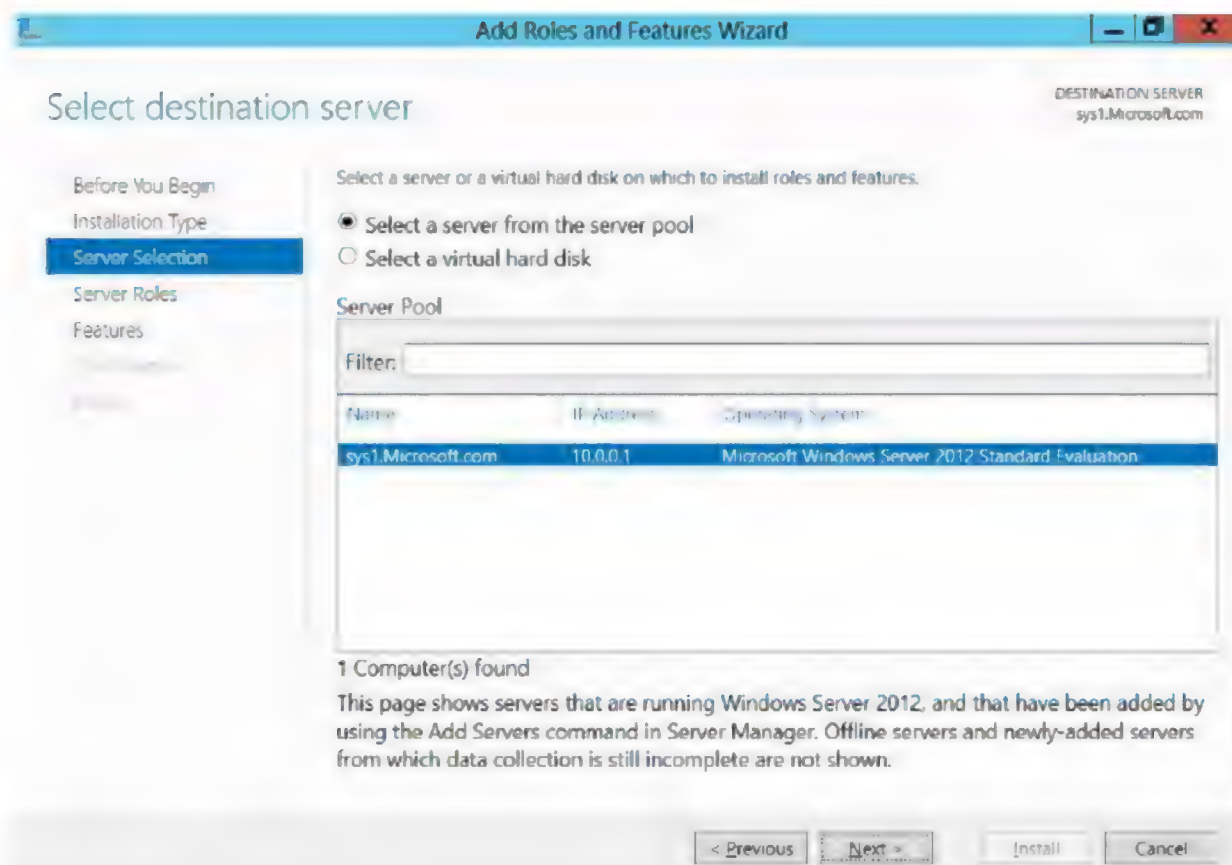 Add Roles and Features Wizard
Select destination server
DESTINATION SERVER
sys1.Microsoft.com
Before You Begin
Installation Type
Server Selection
Server Roles
Features
Select a server or a virtual hard disk on which to install roles and features.
Select a server from the server pool
Select a virtual hard disk
Server Pool
Filter:
Name IP Address Operating System
sys1.Microsoft.com 10.0.0.1 Microsoft Windows Server 2012 Standard Evaluation
1 Computer(s) found
This page shows servers that are running Windows Server 2012, and that have been added by
using the Add Servers command in Server Manager. Offline servers and newly-added servers
from which data collection is still incomplete are not shown.
< Previous Next > Install Cancel